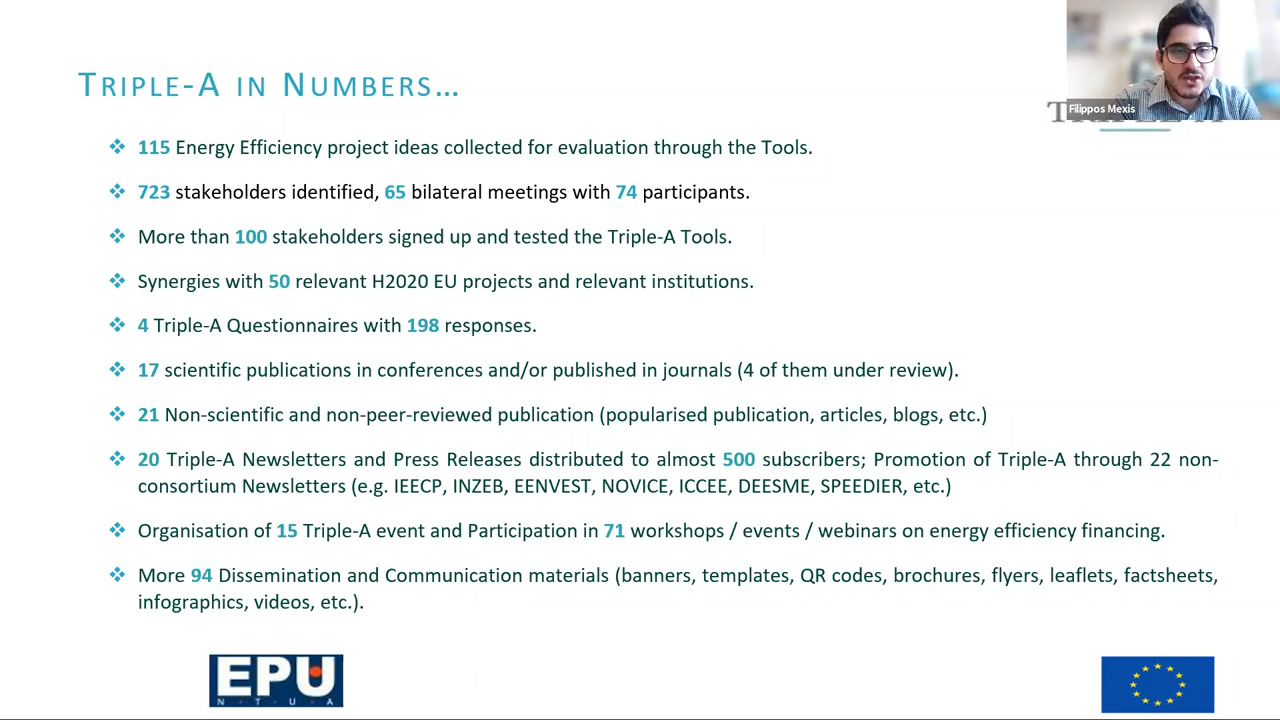 TRIPLE-A IN NUMBERS…
Filippos Mexis
❖ 115 Energy Efficiency project ideas collected for evaluation through the Tools.
❖ 723 stakeholders identified, 65 bilateral meetings with 74 participants.
❖ More than 100 stakeholders signed up and tested the Triple-A Tools.
❖ Synergies with 50 relevant H2020 EU projects and relevant institutions.
❖ 4 Triple-A Questionnaires with 198 responses.
❖ 17 scientific publications in conferences and/or published in journals (4 of them under review).
❖ 21 Non-scientific and non-peer-reviewed publication (popularised publication, articles, blogs, etc.)
❖ 20 Triple-A Newsletters and Press Releases distributed to almost 500 subscribers; Promotion of Triple-A through 22 non-
consortium Newsletters (e.g. IEECP, INZEB, EENVEST, NOVICE, ICCEE, DEESME, SPEEDIER, etc.)
❖ Organisation of 15 Triple-A event and Participation in 71 workshops / events / webinars on energy efficiency financing.
❖ More 94 Dissemination and Communication materials (banners, templates, QR codes, brochures, flyers, leaflets, factsheets,
infographics, videos, etc.).
EPU
N·T·U·A